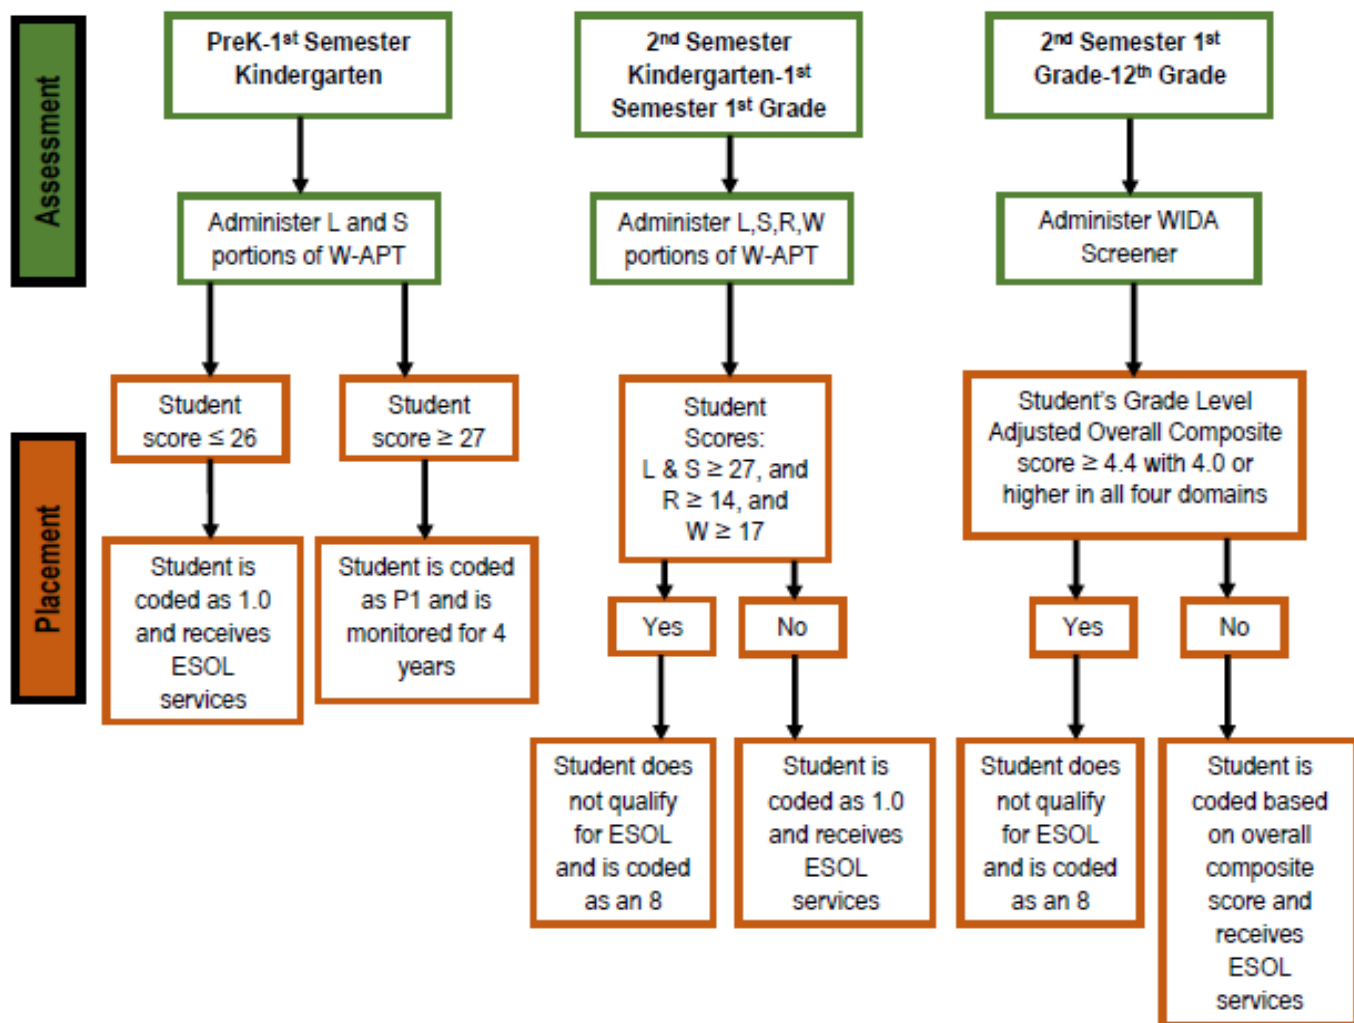 Assessment
PreK-1st Semester
Kindergarten
2nd Semester
Kindergarten-1st
Semester 1st Grade
2nd Semester 1st
Grade-12th Grade
Administer L and S
portions of W-APT
Administer L,S,R,W
portions of W-APT
Administer WIDA
Screener
Placement
Student
score ≤ 26
Student
score ≥ 27
Student
Scores:
L & S ≥ 27, and
R ≥ 14, and
W ≥ 17
Student's Grade Level
Adjusted Overall Composite
score ≥ 4.4 with 4.0 or
higher in all four domains
Student is
coded as 1.0
and receives
ESOL
services
Student is coded
as P1 and is
monitored for 4
years
Yes
No
Yes
No
Student does
not qualify
for ESOL
and is coded
as an 8
Student is
coded as 1.0
and receives
ESOL
services
Student does
not qualify
for ESOL
and is coded
as an 8
Student is
coded based
on overall
composite
score and
receives
ESOL
services